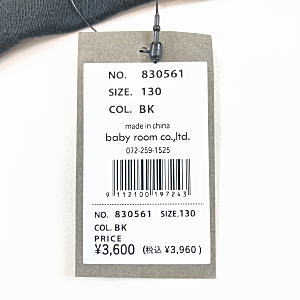 NO. 830561
SIZE. 130
COL. BK
made in china
baby room co.,ltd.
072-259-1525
9112100197243
NO. 830561 SIZE.130
COL.BK
PRICE
¥3,600 (税込 ¥3,960)